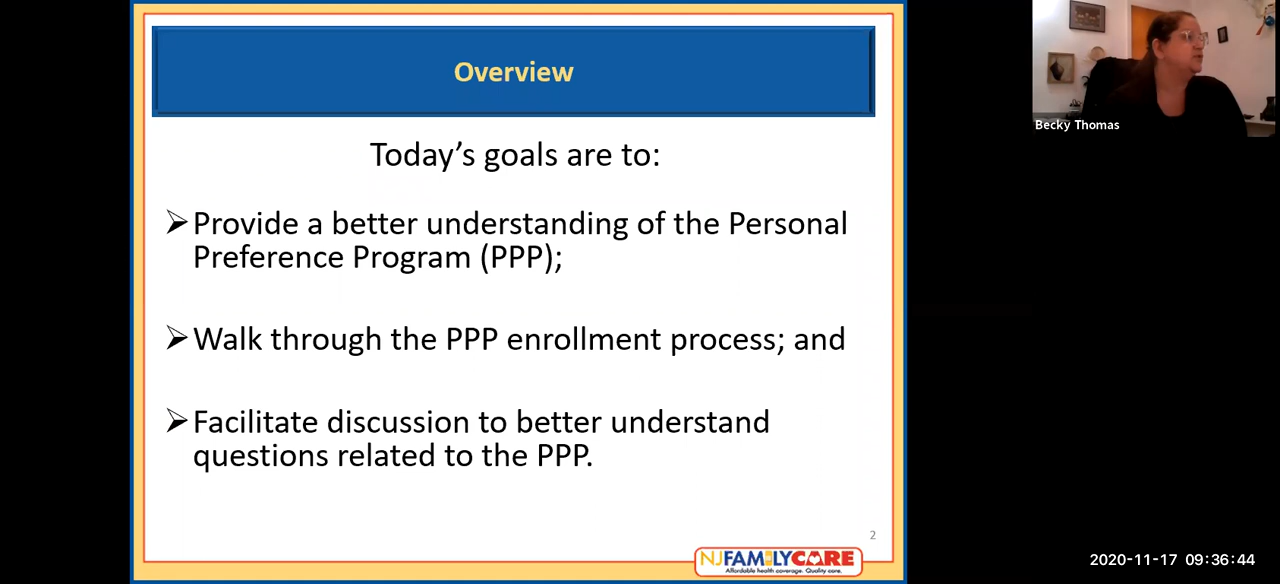 Overview
Today's goals are to:
➢Provide a better understanding of the Personal
Preference Program (PPP);
➢Walk through the PPP enrollment process; and
➢Facilitate discussion to better understand
questions related to the PPP.
2
NJFAMILYCARE
Affordable health coverage. Quality care.
Becky Thomas
2020-11-17 09:36:44